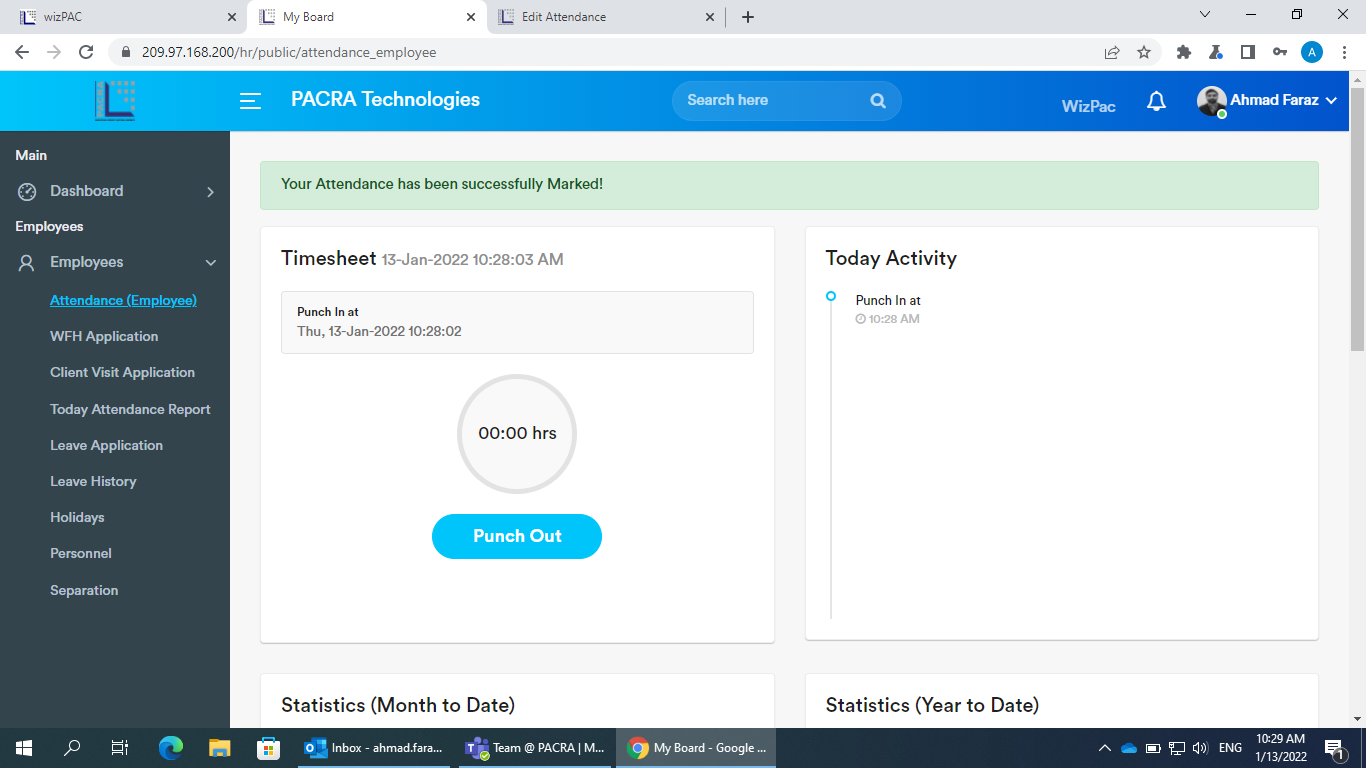 wizPAC
My Board
Edit Attendance
209.97.168.200/hr/public/attendance_employee
A
PACRA Technologies
Search here
WizPac
Ahmad Faraz
Main
Dashboard
Employees
Employees
Attendance (Employee)
WFH Application
Client Visit Application
Today Attendance Report
Leave Application
Leave History
Holidays
Personnel
Separation
Your Attendance has been successfully Marked!
Timesheet 13-Jan-2022 10:28:03 AM
Punch In at
Thu, 13-Jan-2022 10:28:02
00:00 hrs
Punch Out
Today Activity
Punch In at
10:28 AM
Statistics (Month to Date)
Statistics (Year to Date)
Inbox - ahmad.fara...
Team @ PACRA | M...
My Board - Google ...
ENG
10:29 AM
1/13/2022
1